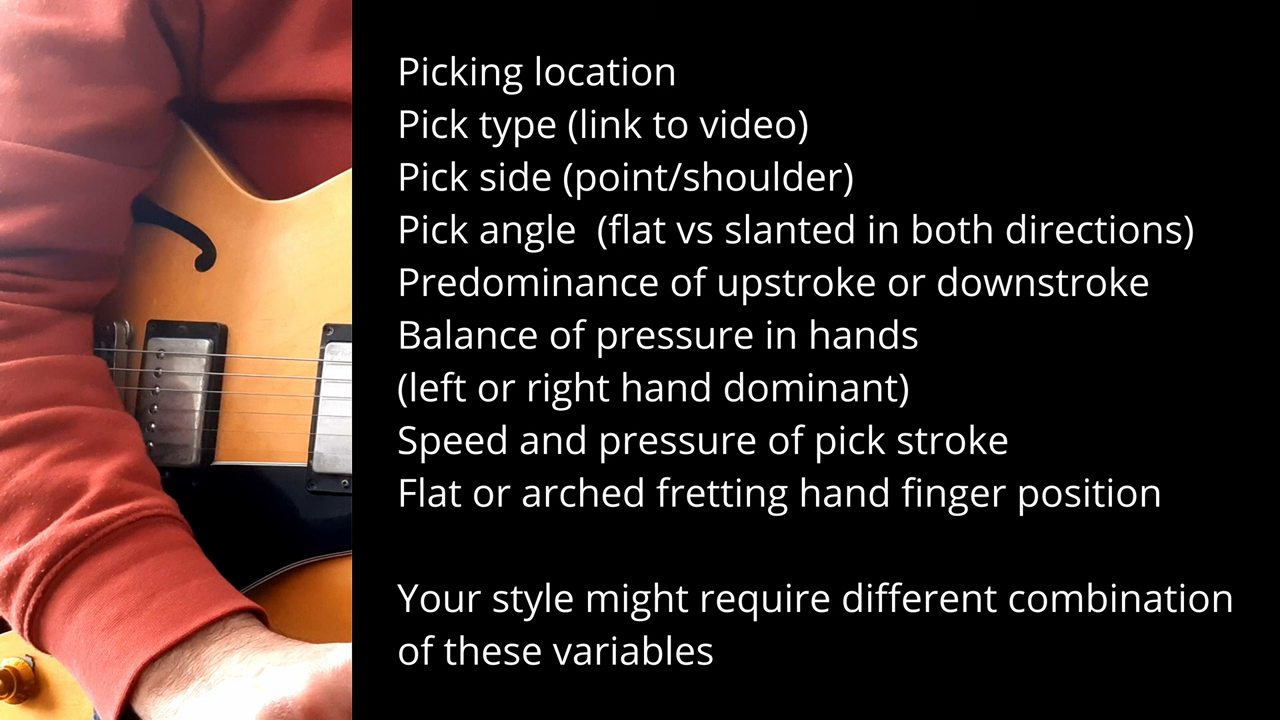 Picking location
Pick type (link to video)
Pick side (point/shoulder)
Pick angle  (flat vs slanted in both directions)
Predominance of upstroke or downstroke
Balance of pressure in hands
(left or right hand dominant)
Speed and pressure of pick stroke
Flat or arched fretting hand finger position
Your style might require different combination
of these variables